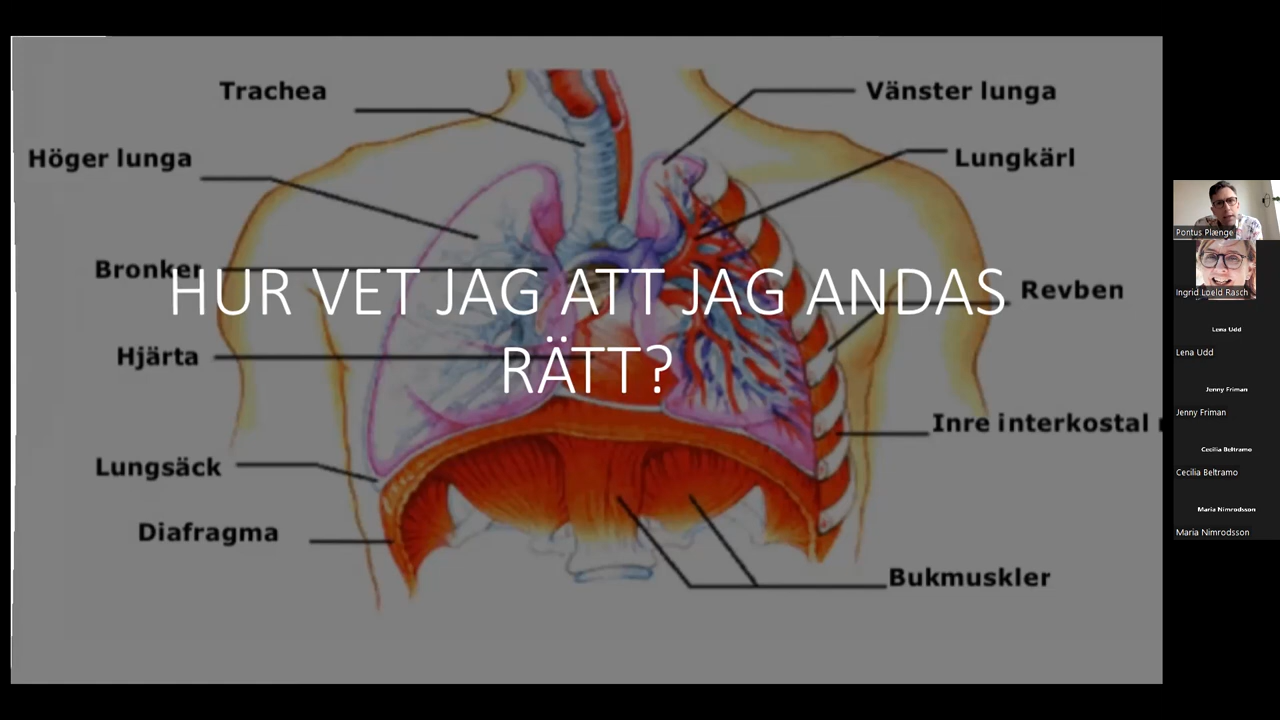 Trachea
Vänster lunga
Höger lunga
Lungkärl
Bronker
HUR VET JAG ATT JAG ANDAS
RÄTT?
Revben
Hjärta
Inre interkostal
Lungsäck
Diafragma
Bukmuskler
Pontus Plænge
Ingrid Loeld Rasch
Lena Udd
Lena Udd
Jenny Friman
Jenny Friman
Cecilia Beltramo
Cecilia Beltramo
Maria Nimrodsson
Maria Nimrodsson